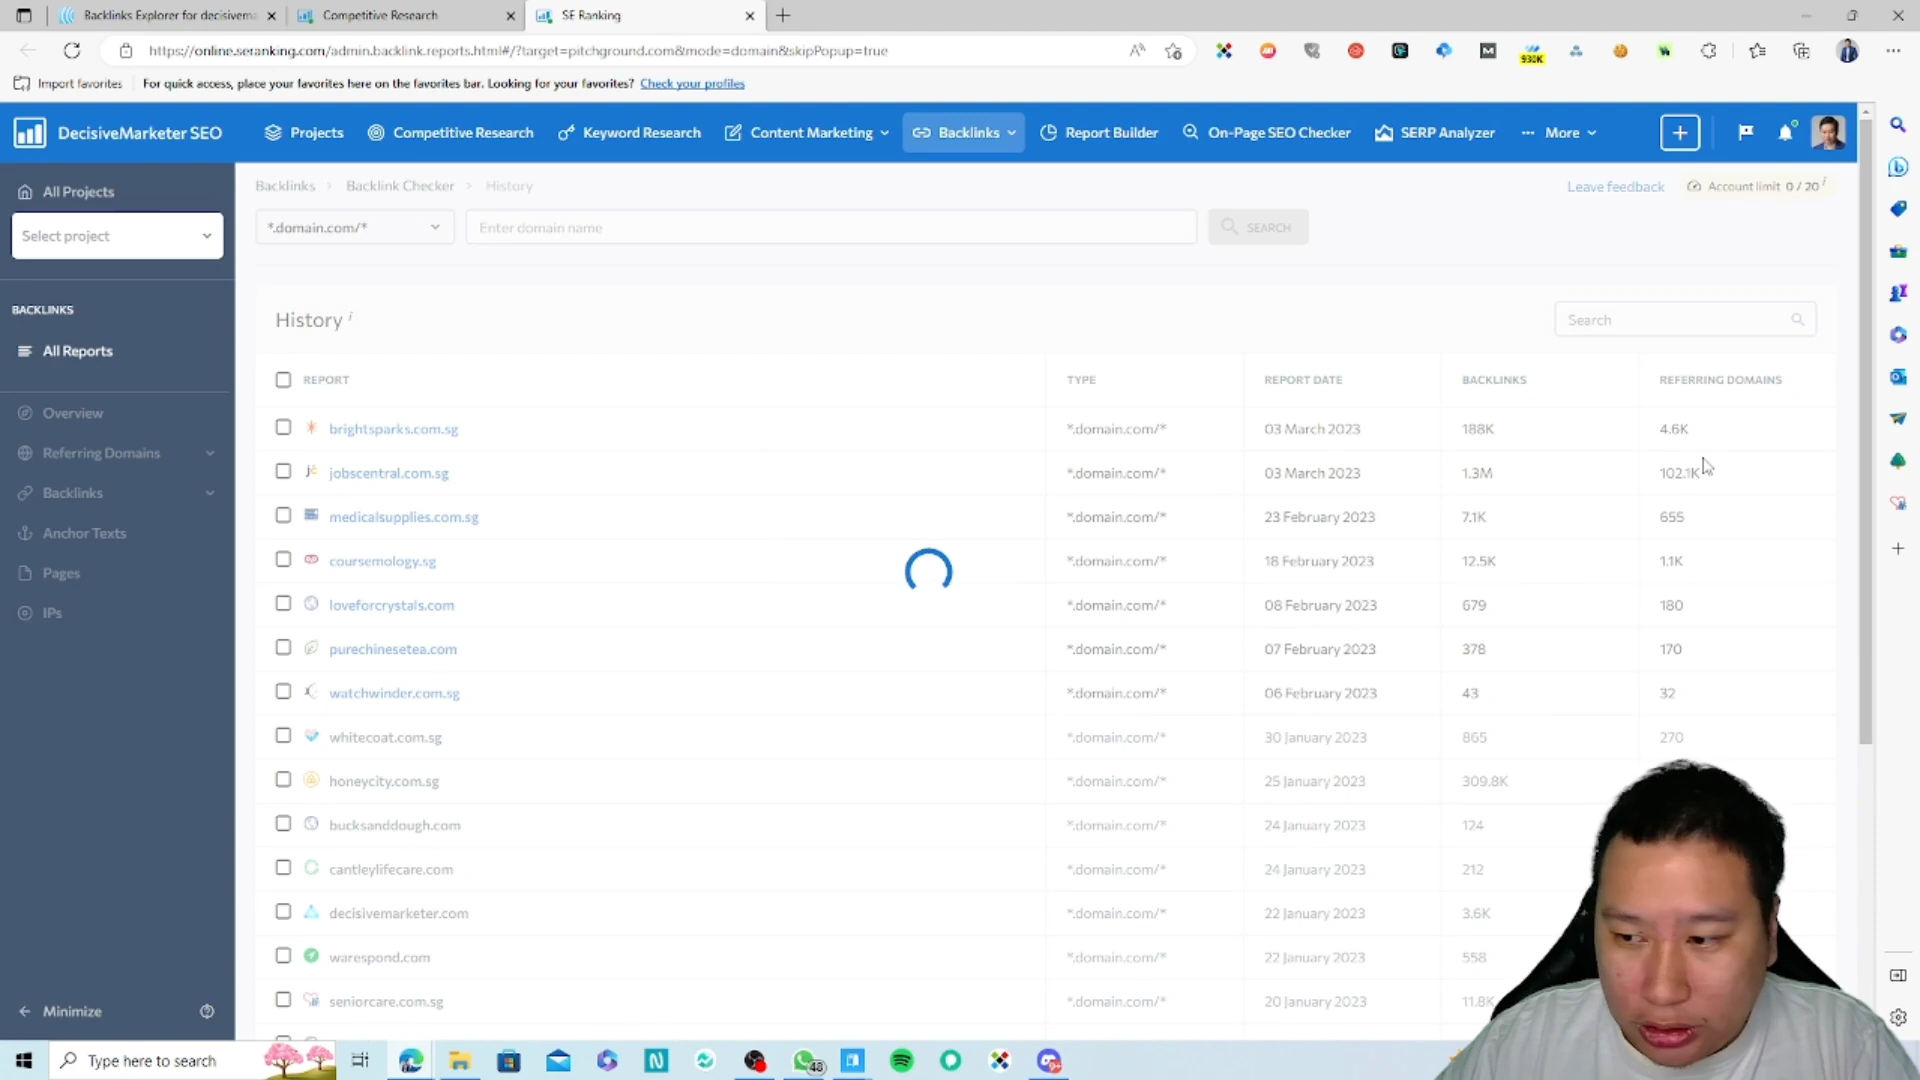 Backlinks Explorer for decisivema
Competitive Research
SE Ranking
https://online.seranking.com/admin.backlink.reports.html#/?target=pitchground.com&mode=domain&skipPopup=true
930K
Import favorites
For quick access, place your favorites here on the favorites bar. Looking for your favorites? Check your profiles
DecisiveMarketer SEO
Projects
Competitive Research
Keyword Research
Content Marketing
Backlinks
Report Builder
On-Page SEO Checker
SERP Analyzer
More
All Projects
Select project
BACKLINKS
All Reports
Overview
Referring Domains
Backlinks
Anchor Texts
Pages
IPs
Minimize
Backlinks > Backlink Checker > History
Leave feedback
Account limit 0 / 20 i
*.domain.com/*
Enter domain name
SEARCH
History i
Search
REPORT TYPE REPORT DATE BACKLINKS REFERRING DOMAINS
brightsparks.com.sg *.domain.com/* 03 March 2023 188K 4.6K
jobscentral.com.sg *.domain.com/* 03 March 2023 1.3M 102.1K
medicalsupplies.com.sg *.domain.com/* 23 February 2023 7.1K 655
coursemology.sg *.domain.com/* 18 February 2023 12.5K 1.1K
loveforcrystals.com *.domain.com/* 08 February 2023 679 180
purechinesetea.com *.domain.com/* 07 February 2023 378 170
watchwinder.com.sg *.domain.com/* 06 February 2023 43 32
whitecoat.com.sg *.domain.com/* 30 January 2023 865 270
honeycity.com.sg *.domain.com/* 25 January 2023 309.8K
bucksanddough.com *.domain.com/* 24 January 2023 124
cantleylifecare.com *.domain.com/* 24 January 2023 212
decisivemarketer.com *.domain.com/* 22 January 2023 3.6K
warespond.com *.domain.com/* 22 January 2023 558
seniorcare.com.sg *.domain.com/* 20 January 2023 11.8K
Type here to search
48
9+